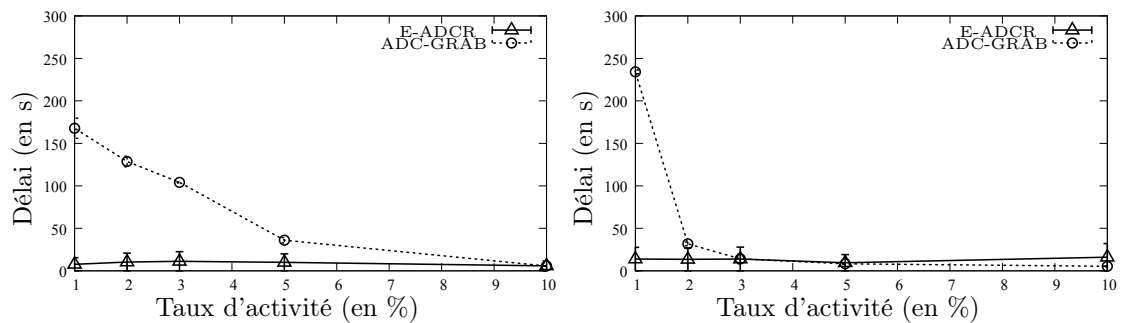 300
250
200
150
100
50
0
Délai (en s)
E-ADCR
ADC-GRAB
1 2 3 4 5 6 7 8 9 10
Taux d'activité (en %)
300
250
200
150
100
50
0
Délai (en s)
E-ADCR
ADC-GRAB
1 2 3 4 5 6 7 8 9 10
Taux d'activité (en %)